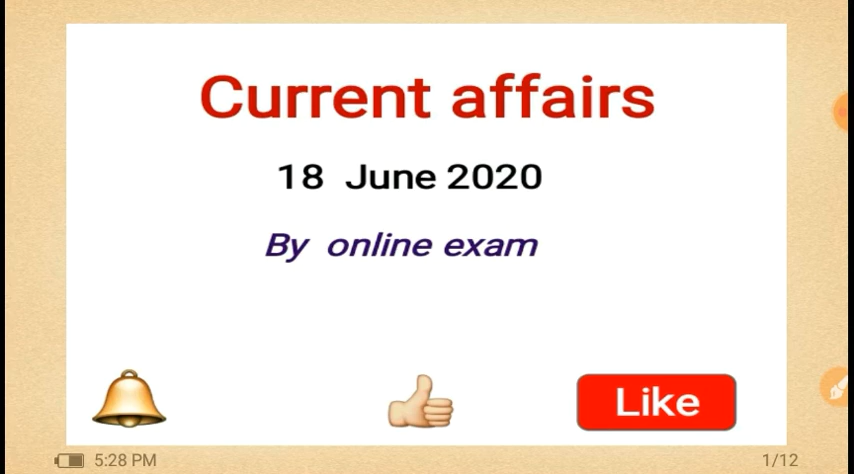 Current affairs
18 June 2020
By online exam
Like
5:28 PM
1/12